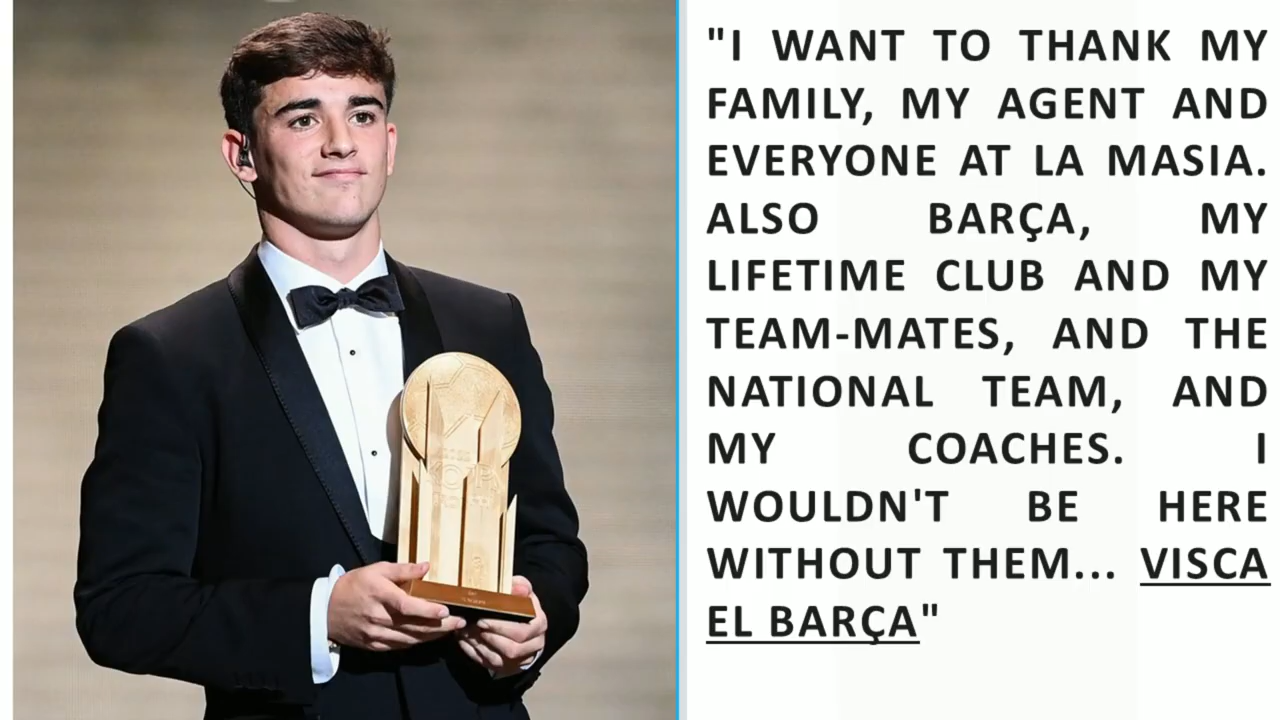 "I WANT TO THANK MY
FAMILY, MY AGENT AND
EVERYONE AT LA MASIA.
ALSO BARÇA, MY
LIFETIME CLUB AND MY
TEAM-MATES, AND THE
NATIONAL TEAM, AND
MY COACHES. I
WOULDN'T BE HERE
WITHOUT THEM... VISCA
EL BARÇA"